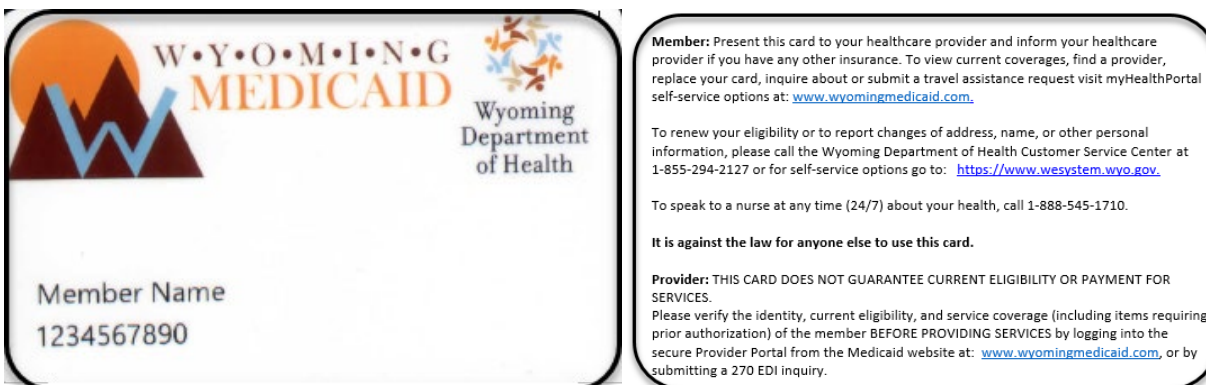 W•Y•O•M•I•N•G
MEDICAID
Wyoming
Department
of Health
Member Name
1234567890
Member: Present this card to your healthcare provider and inform your healthcare
provider if you have any other insurance. To view current coverages, find a provider,
replace your card, inquire about or submit a travel assistance request visit myHealthPortal
self-service options at: www.wyomingmedicaid.com.
To renew your eligibility or to report changes of address, name, or other personal
information, please call the Wyoming Department of Health Customer Service Center at
1-855-294-2127 or for self-service options go to: https://www.wesystem.wyo.gov.
To speak to a nurse at any time (24/7) about your health, call 1-888-545-1710.
It is against the law for anyone else to use this card.
Provider: THIS CARD DOES NOT GUARANTEE CURRENT ELIGIBILITY OR PAYMENT FOR
SERVICES.
Please verify the identity, current eligibility, and service coverage (including items requiring
prior authorization) of the member BEFORE PROVIDING SERVICES by logging into the
secure Provider Portal from the Medicaid website at: www.wyomingmedicaid.com, or by
submitting a 270 EDI inquiry.